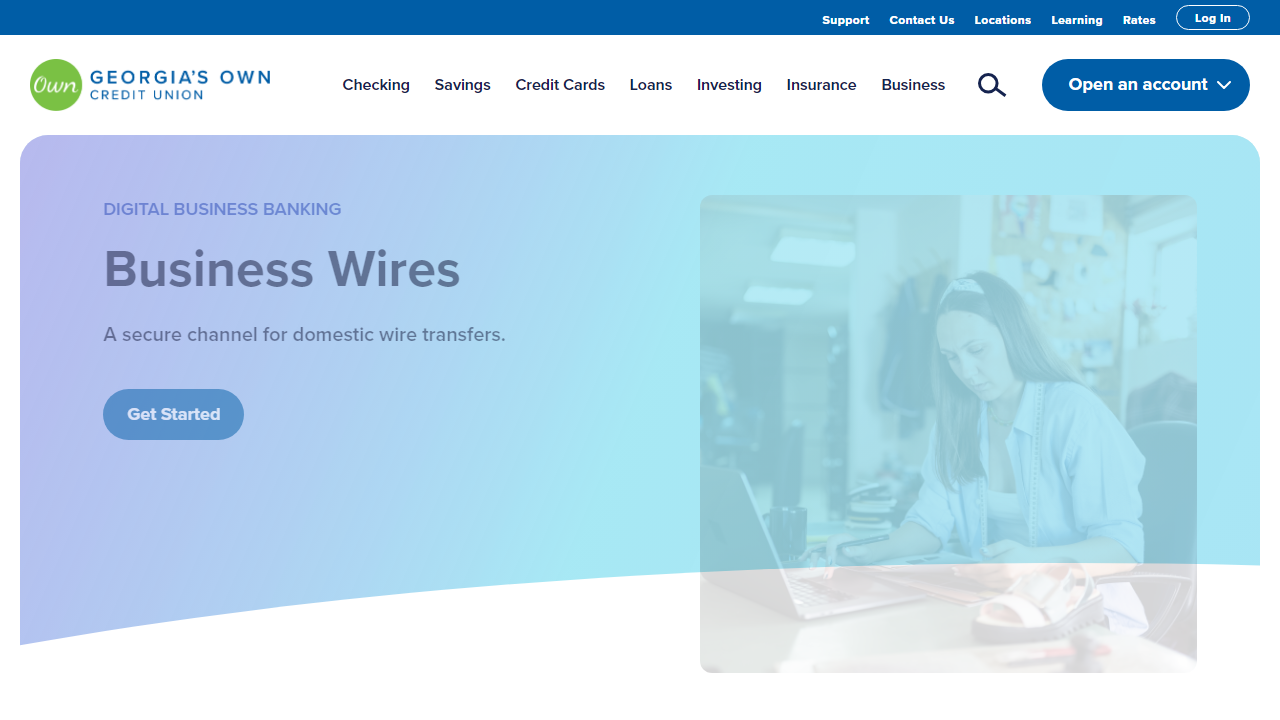 Support Contact Us Locations Learning Rates Log In
Own GEORGIA'S OWN
CREDIT UNION
Checking Savings Credit Cards Loans Investing Insurance Business Open an account
DIGITAL BUSINESS BANKING
Business Wires
A secure channel for domestic wire transfers.
Get Started